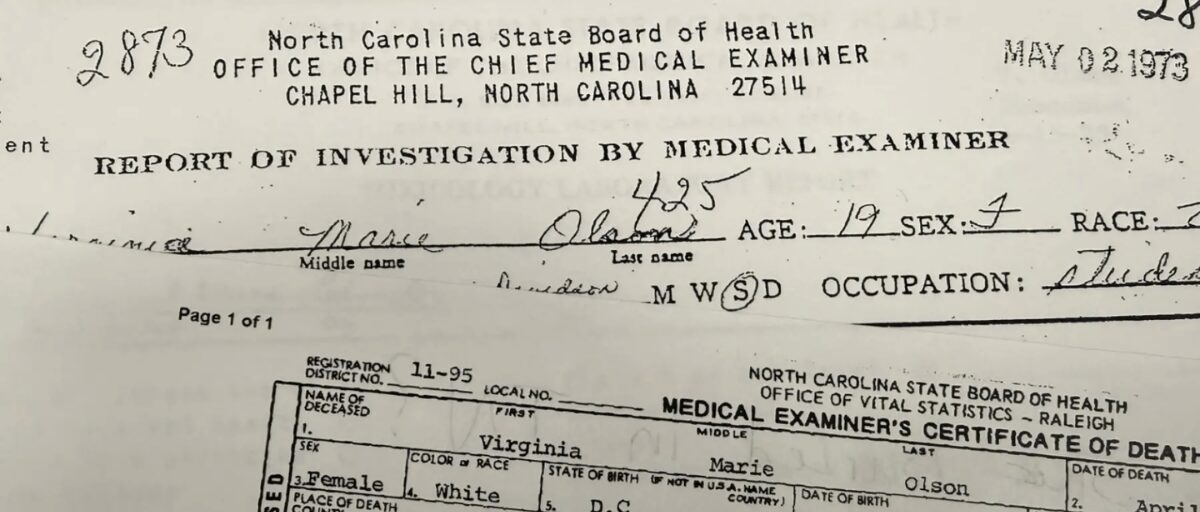 28
2873
North Carolina State Board of Health
OFFICE OF THE CHIEF MEDICAL EXAMINER
CHAPEL HILL, NORTH CAROLINA 27514
MAY 02 1973
ent
REPORT OF INVESTIGATION BY MEDICAL EXAMINER
425
Marie Olson AGE: 19 SEX: F RACE:
Middle name Last name
Davidson M W S D OCCUPATION: stude
Page 1 of 1
REGISTRATION DISTRICT NO. 11-95 LOCAL NO.
NORTH CAROLINA STATE BOARD OF HEALTH
OFFICE OF VITAL STATISTICS - RALEIGH
MEDICAL EXAMINER'S CERTIFICATE OF DEATH
NAME OF DECEASED FIRST MIDDLE LAST DATE OF DEATH
1. Virginia Marie Olson 2. April
SEX COLOR or RACE STATE OF BIRTH (IF NOT IN U.S.A. NAME COUNTRY) DATE OF BIRTH
3. Female 4. White 5. D.C
PLACE OF DEATH
SED